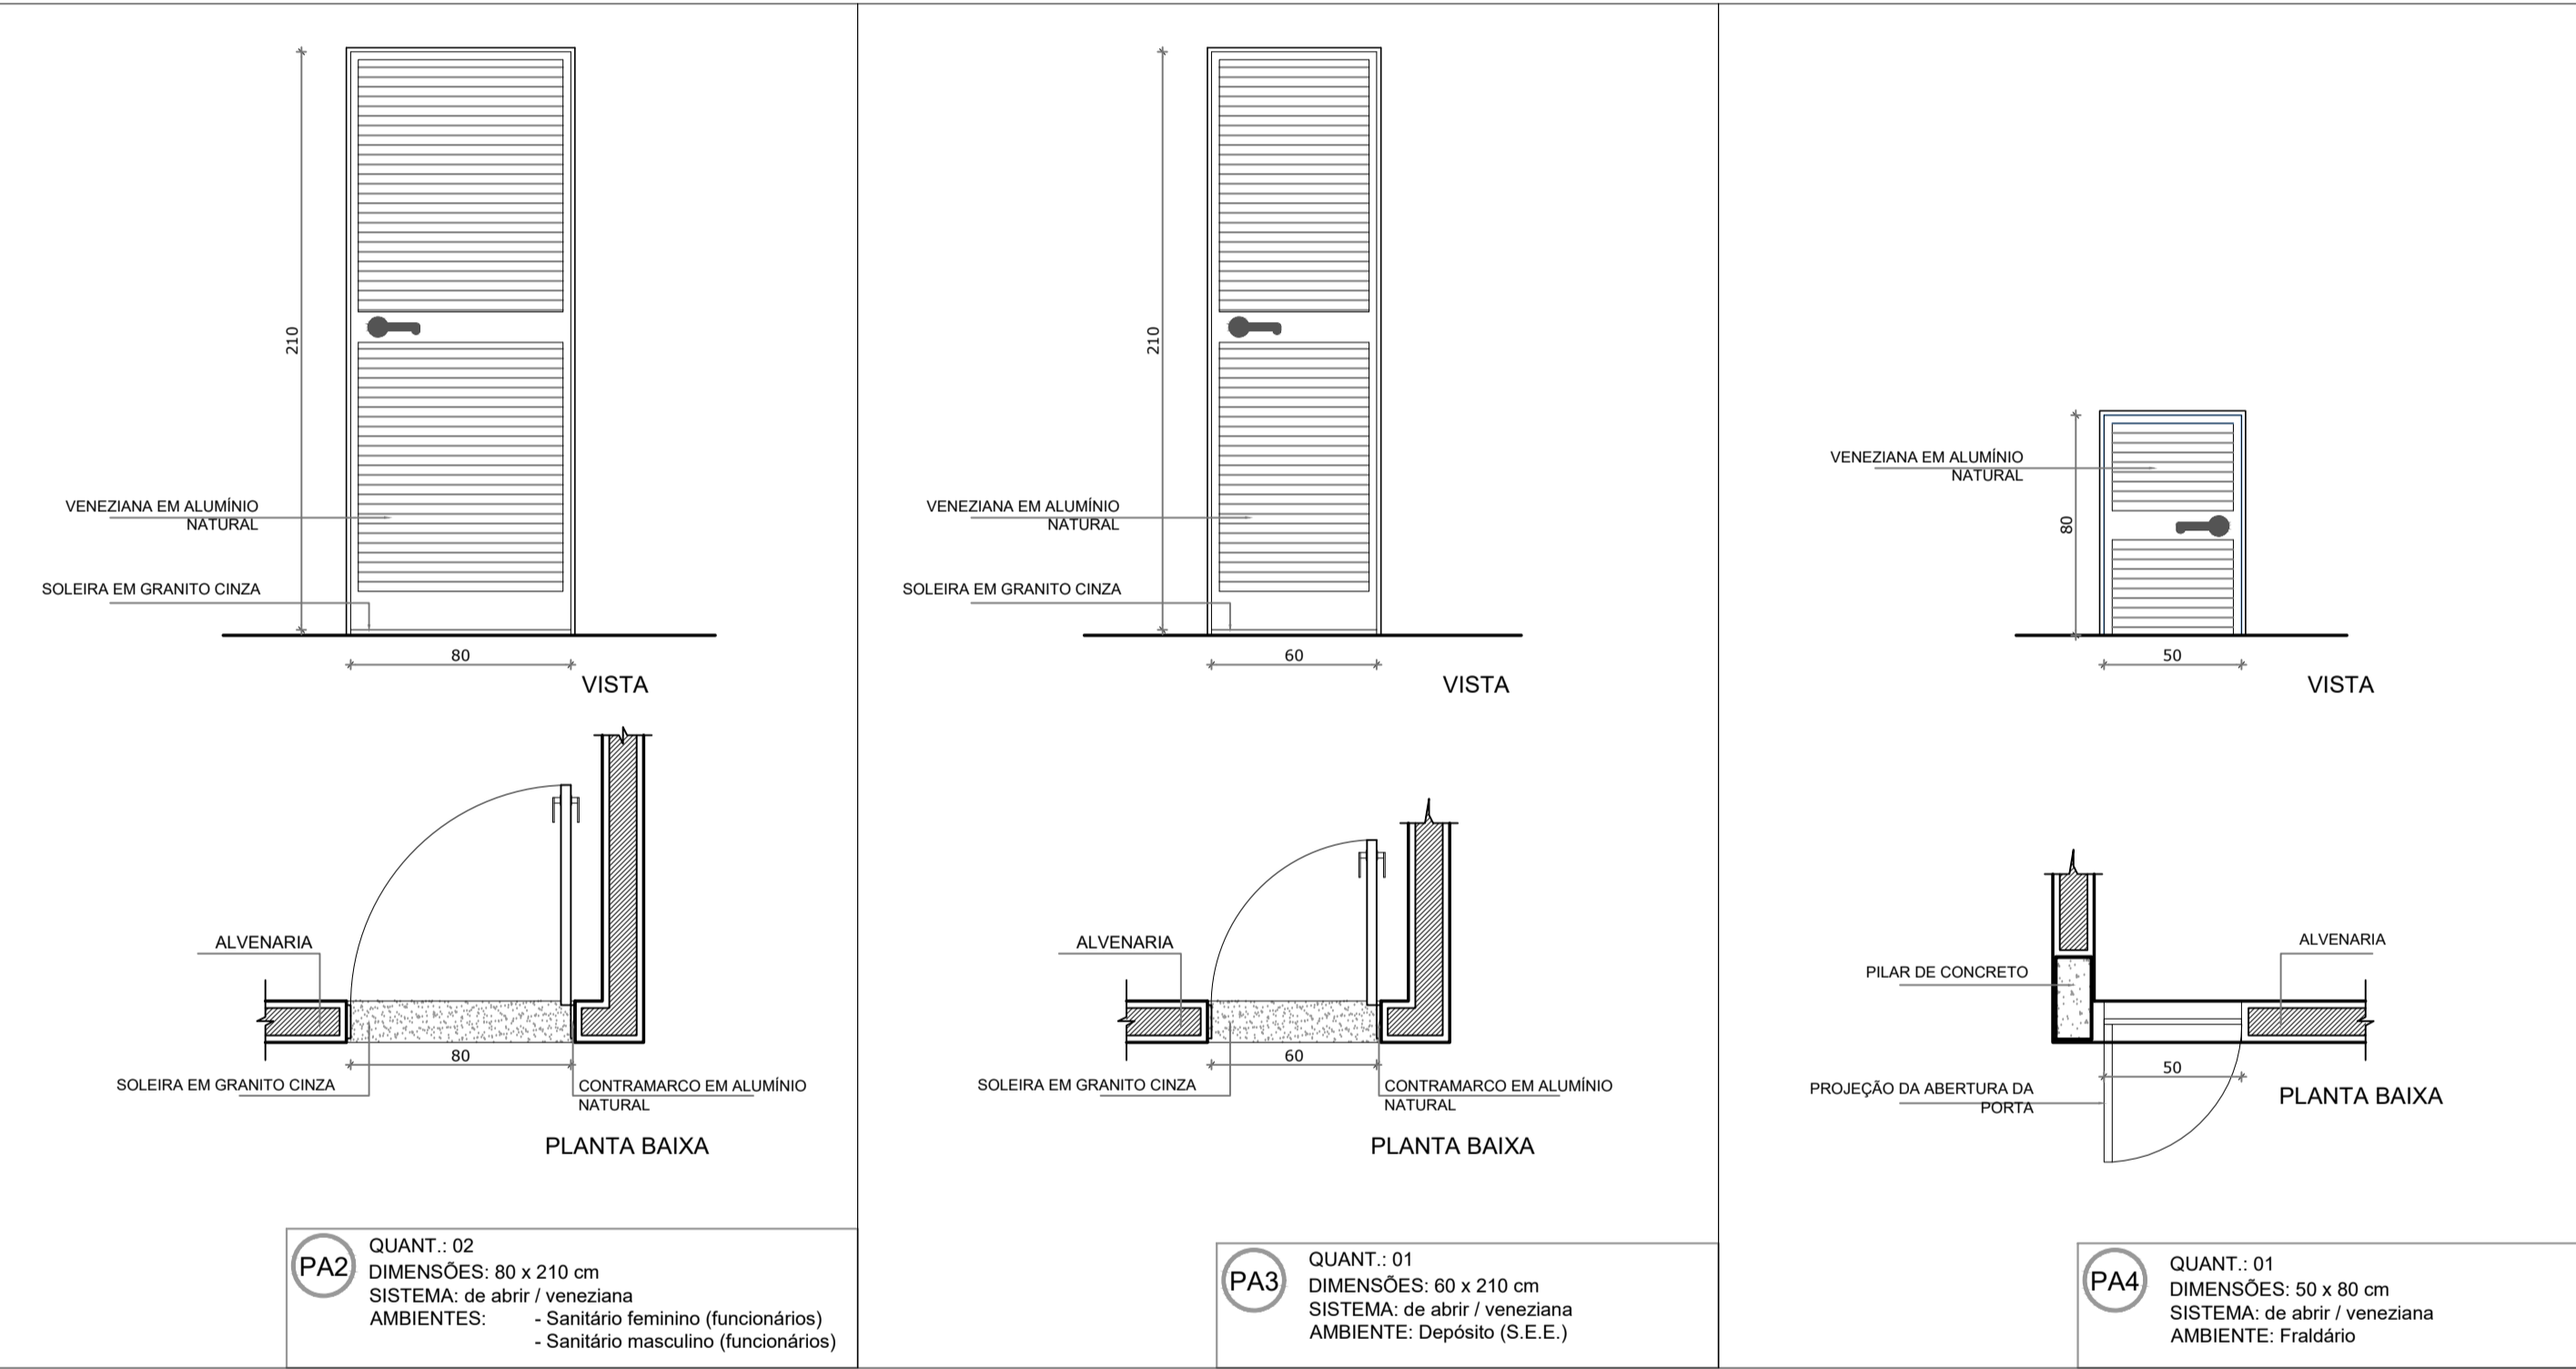 210
VENEZIANA EM ALUMÍNIO
NATURAL
SOLEIRA EM GRANITO CINZA
80
VISTA
ALVENARIA
80
SOLEIRA EM GRANITO CINZA
CONTRAMARCO EM ALUMÍNIO
NATURAL
PLANTA BAIXA
PA2
QUANT.: 02
DIMENSÕES: 80 x 210 cm
SISTEMA: de abrir / veneziana
AMBIENTES: - Sanitário feminino (funcionários)
- Sanitário masculino (funcionários)
210
VENEZIANA EM ALUMÍNIO
NATURAL
SOLEIRA EM GRANITO CINZA
60
VISTA
ALVENARIA
60
SOLEIRA EM GRANITO CINZA
CONTRAMARCO EM ALUMÍNIO
NATURAL
PLANTA BAIXA
PA3
QUANT.: 01
DIMENSÕES: 60 x 210 cm
SISTEMA: de abrir / veneziana
AMBIENTE: Depósito (S.E.E.)
VENEZIANA EM ALUMÍNIO
NATURAL
80
50
VISTA
ALVENARIA
PILAR DE CONCRETO
50
PROJEÇÃO DA ABERTURA DA
PORTA
PLANTA BAIXA
PA4
QUANT.: 01
DIMENSÕES: 50 x 80 cm
SISTEMA: de abrir / veneziana
AMBIENTE: Fraldário